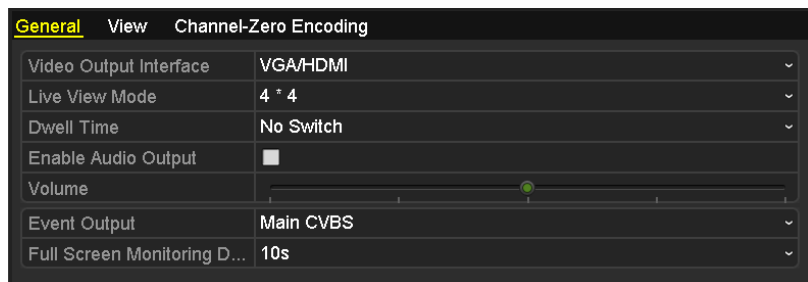 General View Channel-Zero Encoding
Video Output Interface VGA/HDMI
Live View Mode 4 * 4
Dwell Time No Switch
Enable Audio Output
Volume
Event Output Main CVBS
Full Screen Monitoring D... 10s